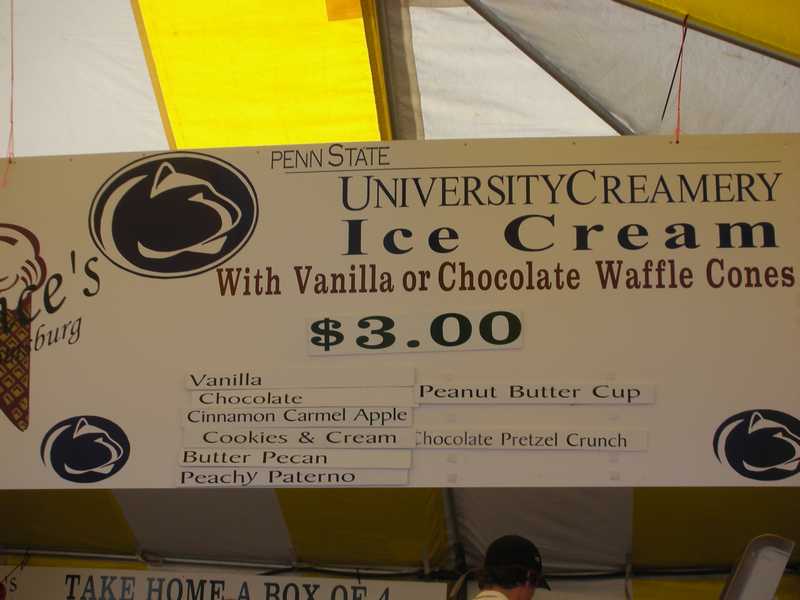 PENN STATE
UNIVERSITY CREAMERY
Ice Cream
With Vanilla or Chocolate Waffle Cones
$3.00
Vanilla
Chocolate
Cinnamon Carmel Apple
Cookies & Cream
Butter Pecan
Peachy Paterno
Peanut Butter Cup
Chocolate Pretzel Crunch
TAKE HOME A BOX OF 4